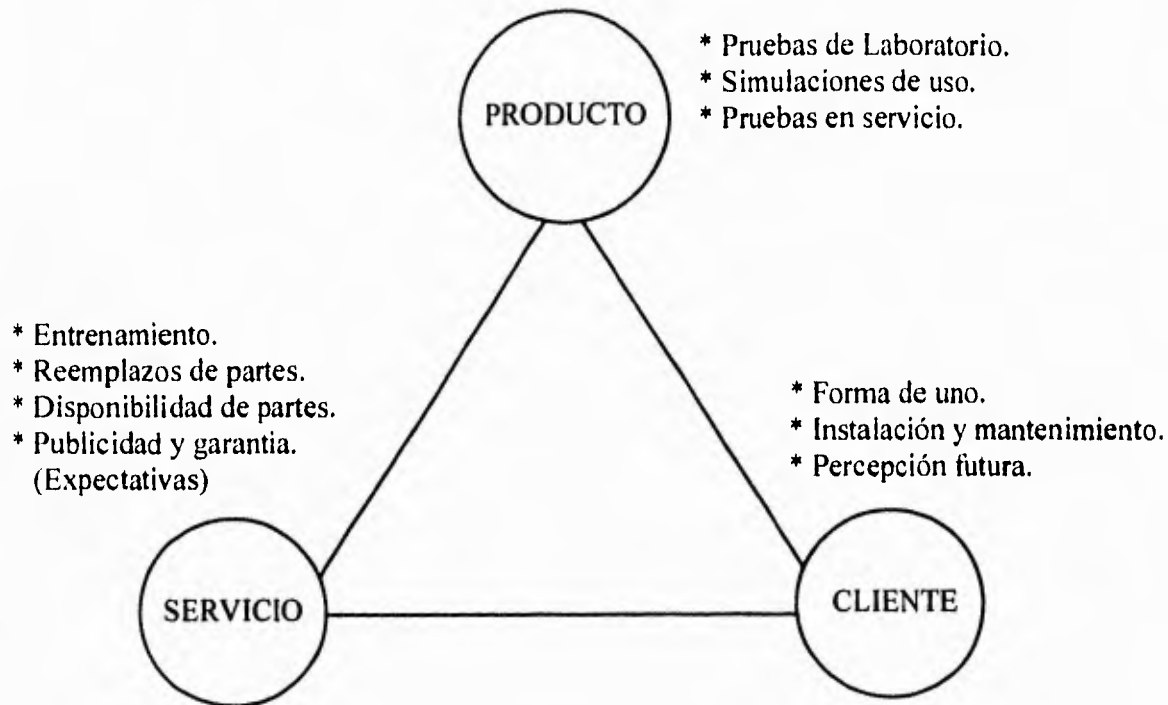 PRODUCTO
* Pruebas de Laboratorio.
* Simulaciones de uso.
* Pruebas en servicio.
* Entrenamiento.
* Reemplazos de partes.
* Disponibilidad de partes.
* Publicidad y garantia.
(Expectativas)
* Forma de uno.
* Instalación y mantenimiento.
* Percepción futura.
SERVICIO
CLIENTE